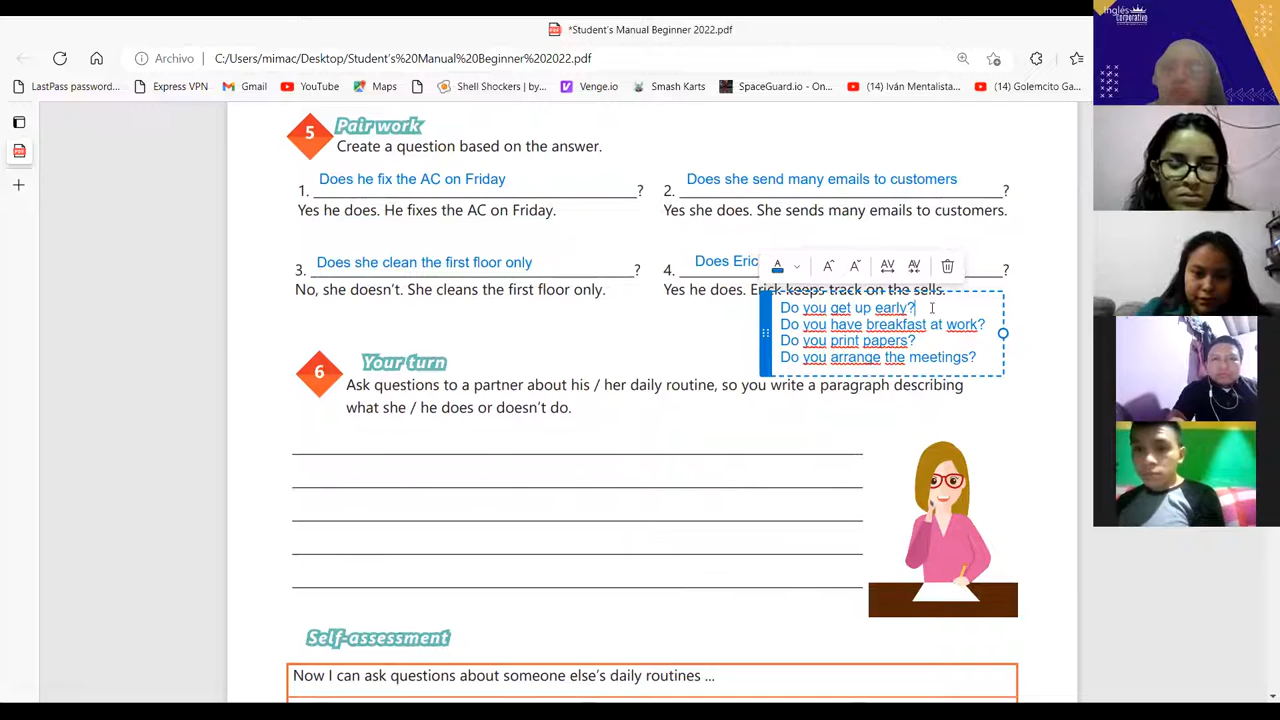 *Student's Manual Beginner 2022.pdf
Archivo
C:/Users/mimac/Desktop/Student's%20Manual%20Beginner%202022.pdf
LastPass password...
Express VPN
Gmail
YouTube
Maps
Shell Shockers | by...
Venge.io
Smash Karts
SpaceGuard.io - On...
(14) Iván Mentalista...
(14) Golemcito Ga...
Inglés
Corporativo
5
Pair work
Create a question based on the answer.
Does he fix the AC on Friday
1. ?
Yes he does. He fixes the AC on Friday.
Does she send many emails to customers
2. ?
Yes she does. She sends many emails to customers.
Does she clean the first floor only
3. ?
No, she doesn't. She cleans the first floor only.
Does Eric
4. ?
Yes he does. Erick keeps track on the sells.
Do you get up early?
Do you have breakfast at work?
Do you print papers?
Do you arrange the meetings?
6
Your turn
Ask questions to a partner about his / her daily routine, so you write a paragraph describing
what she / he does or doesn't do.
Self-assessment
Now I can ask questions about someone else's daily routines ...